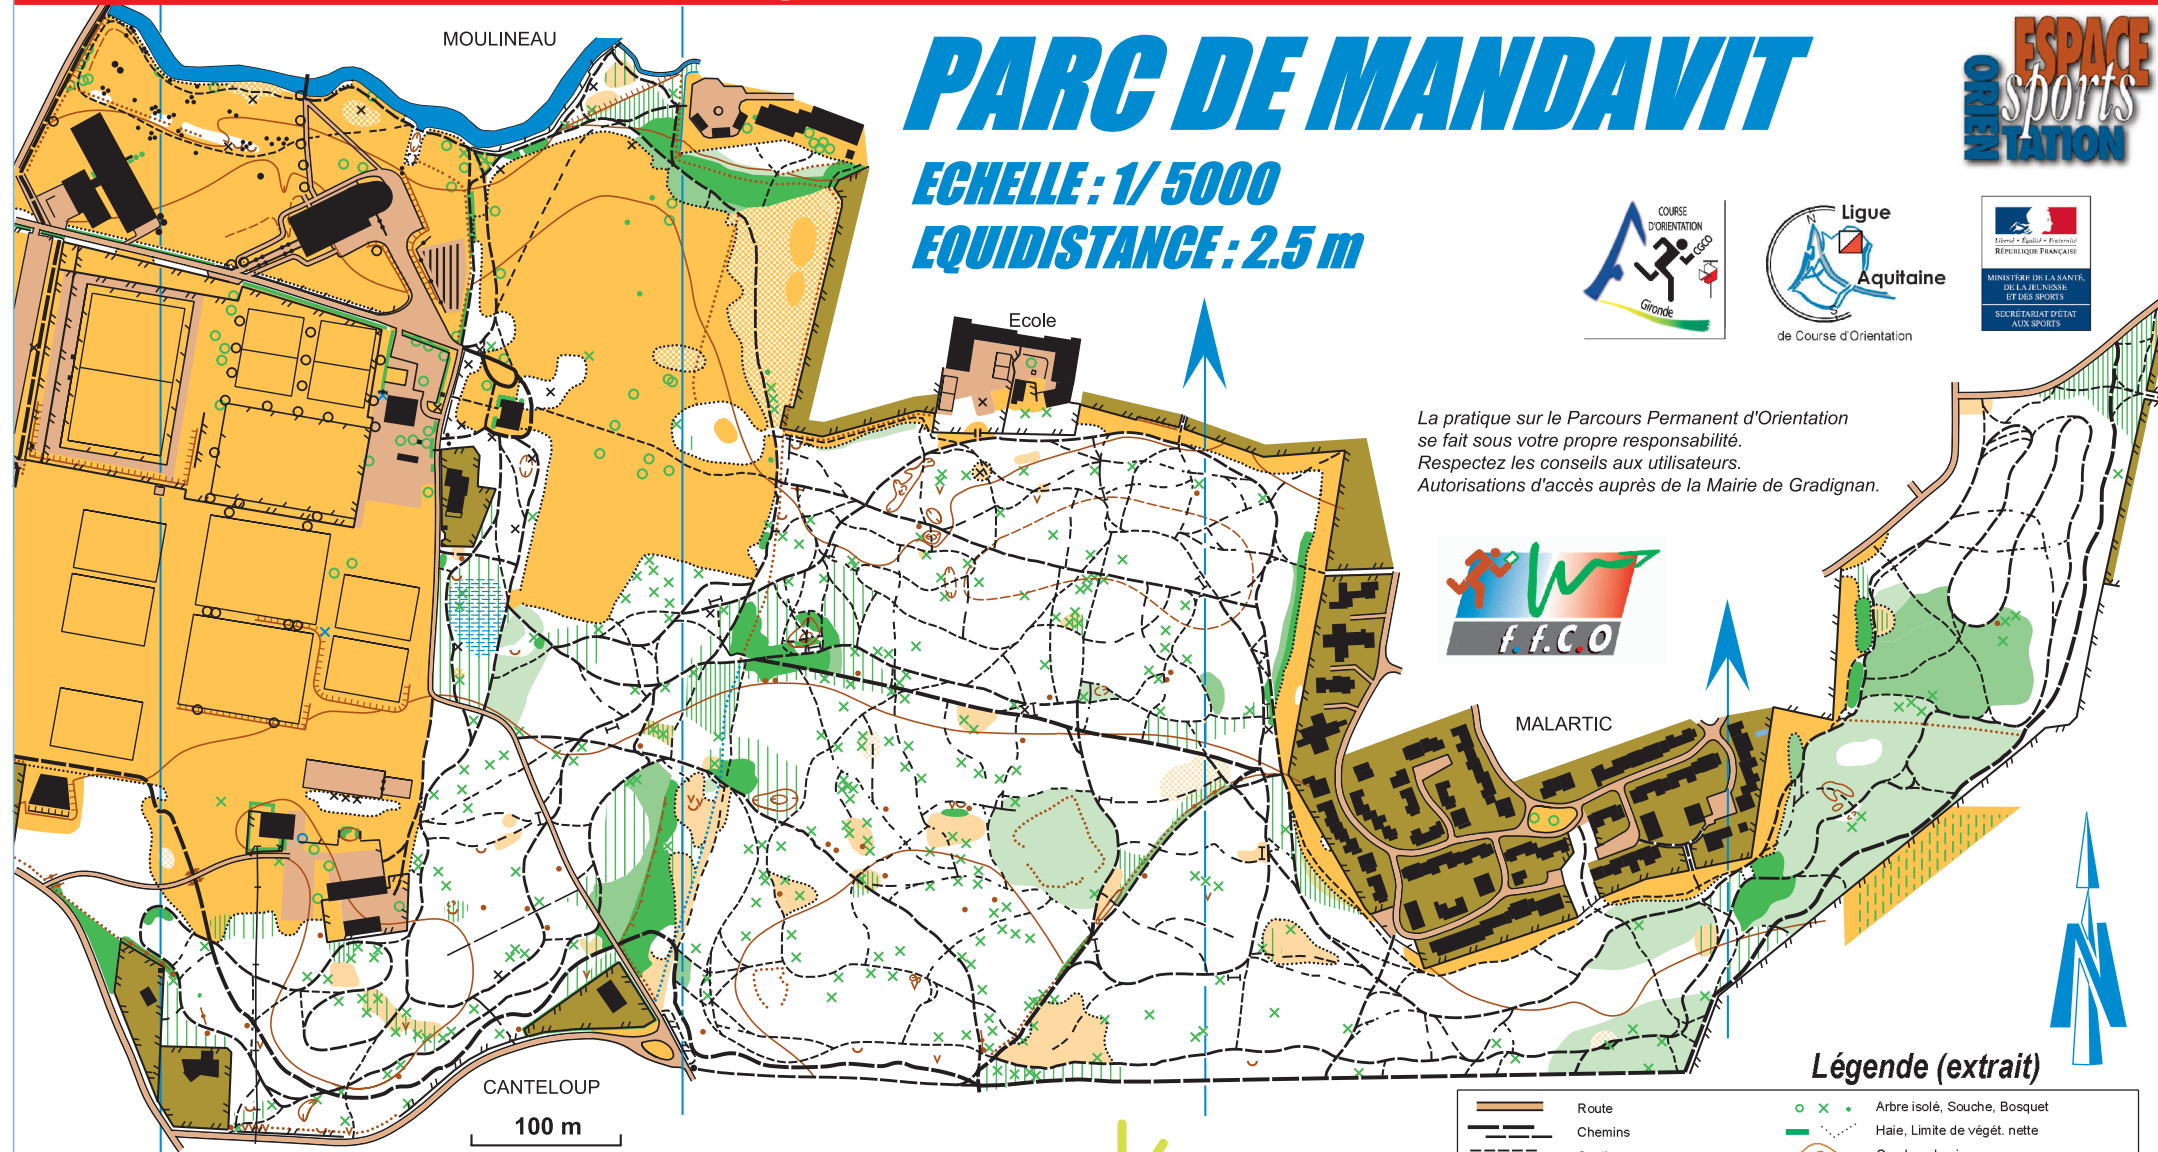 MOULINEAU
PARC DE MANDAVIT
ECHELLE : 1/ 5000
EQUIDISTANCE : 2.5 m
ESPACE
sports
ORIEN
TATION
COURSE
D'ORIENTATION
CGCO
Gironde
Ligue
Aquitaine
de Course d'Orientation
N
S
Liberté • Égalité • Fraternité
RÉPUBLIQUE FRANÇAISE
MINISTÈRE DE LA SANTÉ,
DE LA JEUNESSE
ET DES SPORTS
SECRÉTARIAT D'ÉTAT
AUX SPORTS
Ecole
La pratique sur le Parcours Permanent d'Orientation
se fait sous votre propre responsabilité.
Respectez les conseils aux utilisateurs.
Autorisations d'accès auprès de la Mairie de Gradignan.
f.f.C.O
MALARTIC
N
CANTELOUP
100 m
Légende (extrait)
Route
Chemins
Arbre isolé, Souche, Bosquet
Haie, Limite de végét. nette